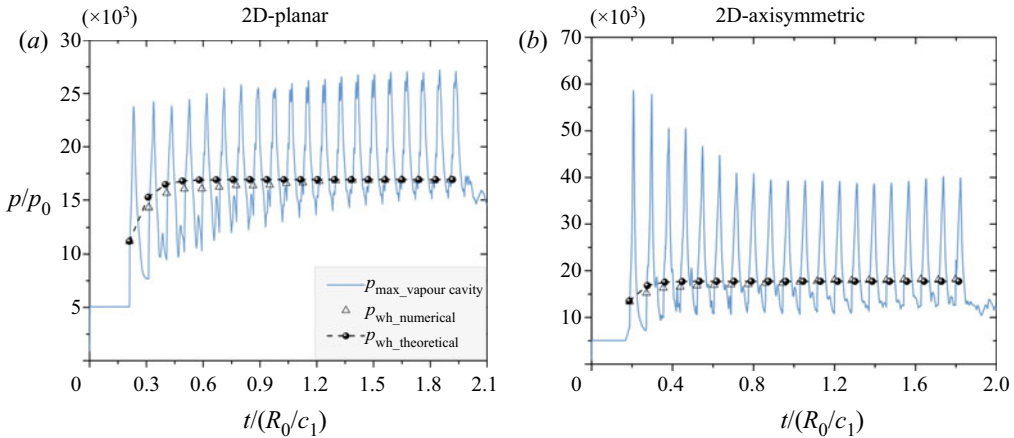 (×10³) 2D-planar
(a)
30
25
20
15
10
5
0
p/p₀
p_max_vapour cavity
p_wh_numerical
p_wh_theoretical
0 0.3 0.6 0.9 1.2 1.5 1.8 2.1
t/(R₀/c₁)
(×10³) 2D-axisymmetric
(b)
70
60
50
40
30
20
10
0 0.4 0.8 1.2 1.6 2.0
t/(R₀/c₁)